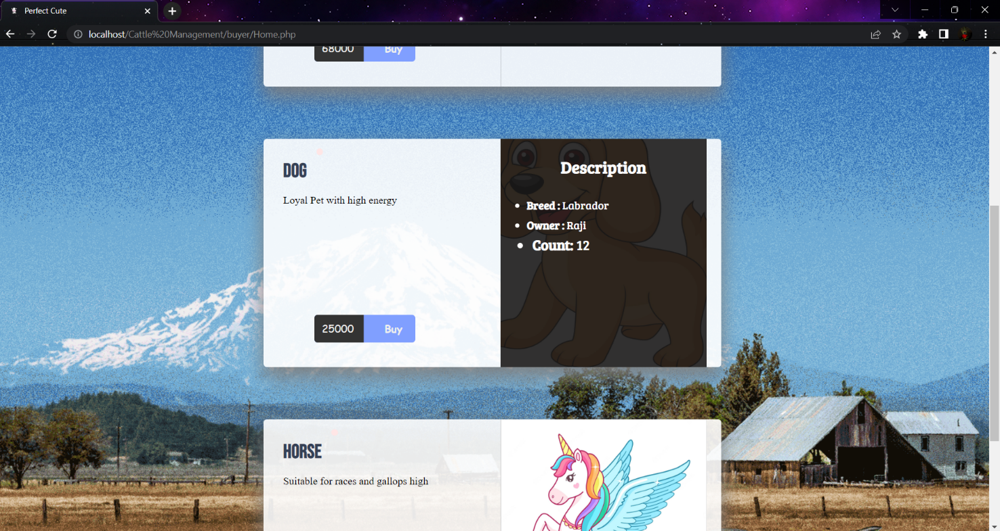 Perfect Cute
localhost/Cattle%20Management/buyer/Home.php
68000 Buy
DOG
Loyal Pet with high energy
25000 Buy
Description
• Breed : Labrador
• Owner : Raji
• Count: 12
HORSE
Suitable for races and gallops high